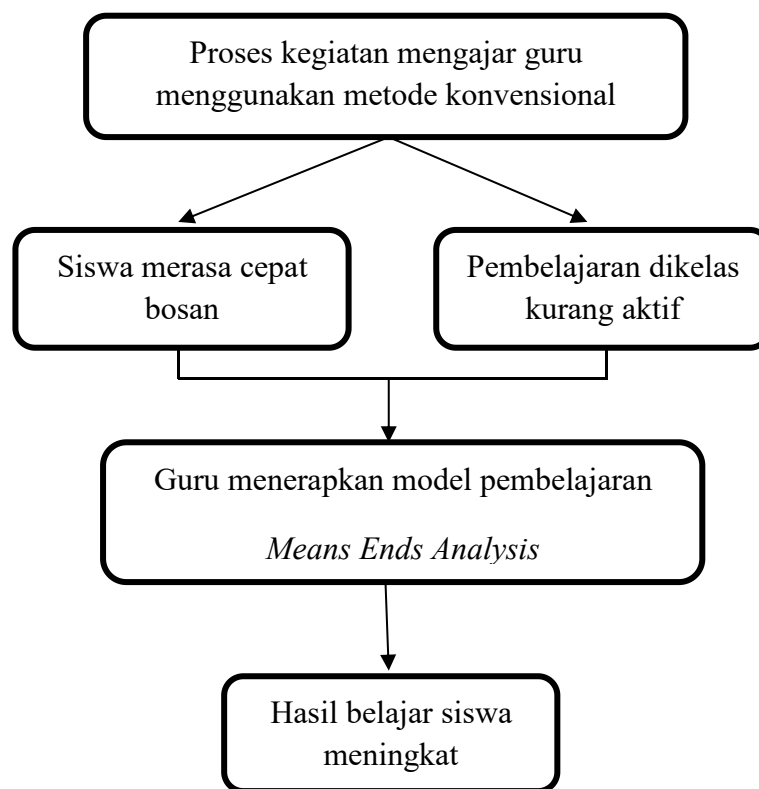 Proses kegiatan mengajar guru
menggunakan metode konvensional
Siswa merasa cepat
bosan
Pembelajaran dikelas
kurang aktif
Guru menerapkan model pembelajaran
Means Ends Analysis
Hasil belajar siswa
meningkat